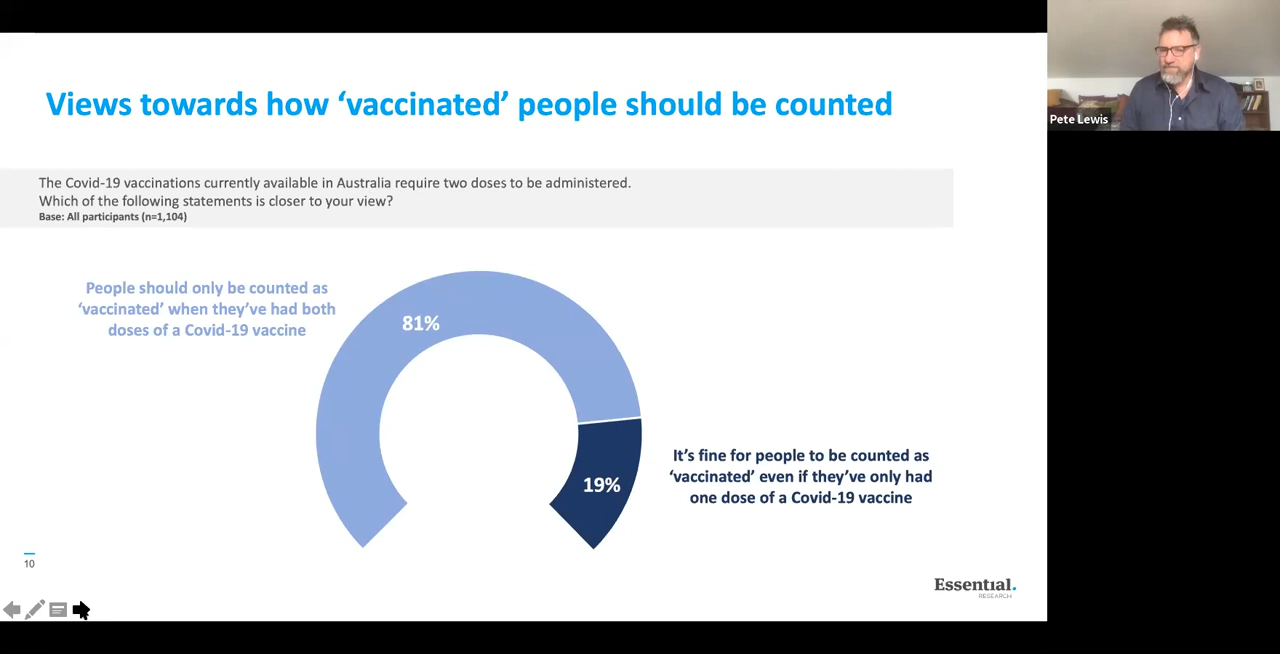 Views towards how ‘vaccinated’ people should be counted
Pete Lewis
The Covid-19 vaccinations currently available in Australia require two doses to be administered.
Which of the following statements is closer to your view?
Base: All participants (n=1,104)
People should only be counted as
‘vaccinated’ when they’ve had both
doses of a Covid-19 vaccine
81%
It’s fine for people to be counted as
‘vaccinated’ even if they’ve only had
one dose of a Covid-19 vaccine
19%
10
Essential.
RESEARCH